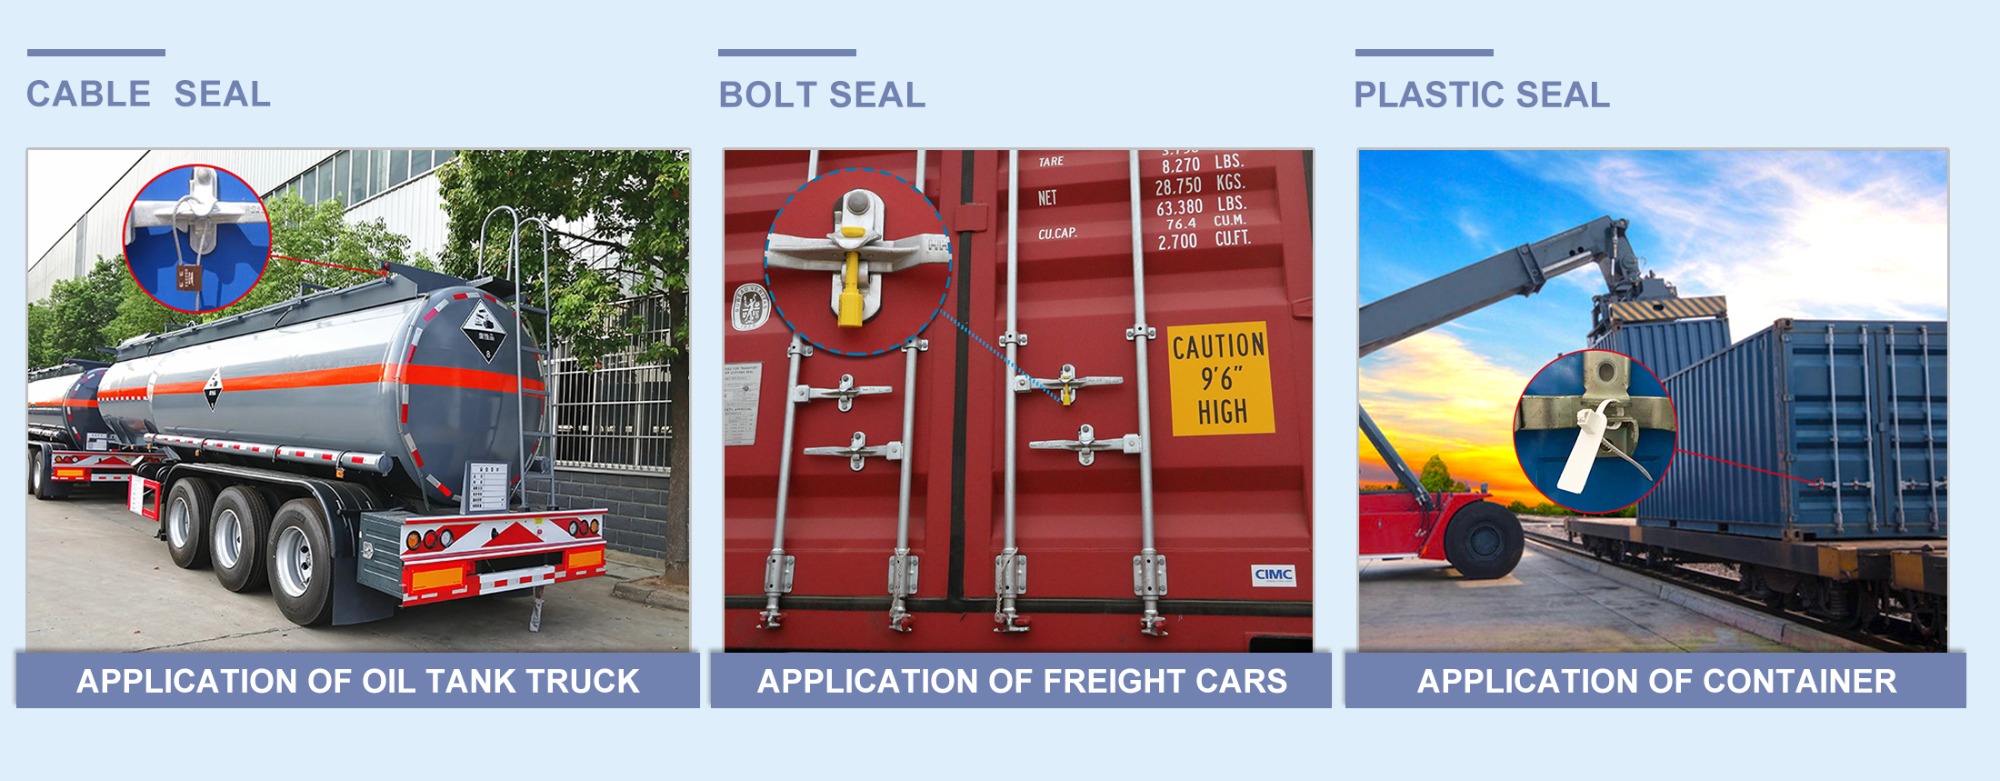 CABLE SEAL
BOLT SEAL
PLASTIC SEAL
8
APPLICATION OF OIL TANK TRUCK
TARE
8.270 LBS.
NET 28.750 KGS.
63.380 LBS.
CU.CAP. 76.4 CU.M.
2.700 CU.FT.
CAUTION
9'6"
HIGH
CIMC
APPLICATION OF FREIGHT CARS
APPLICATION OF CONTAINER